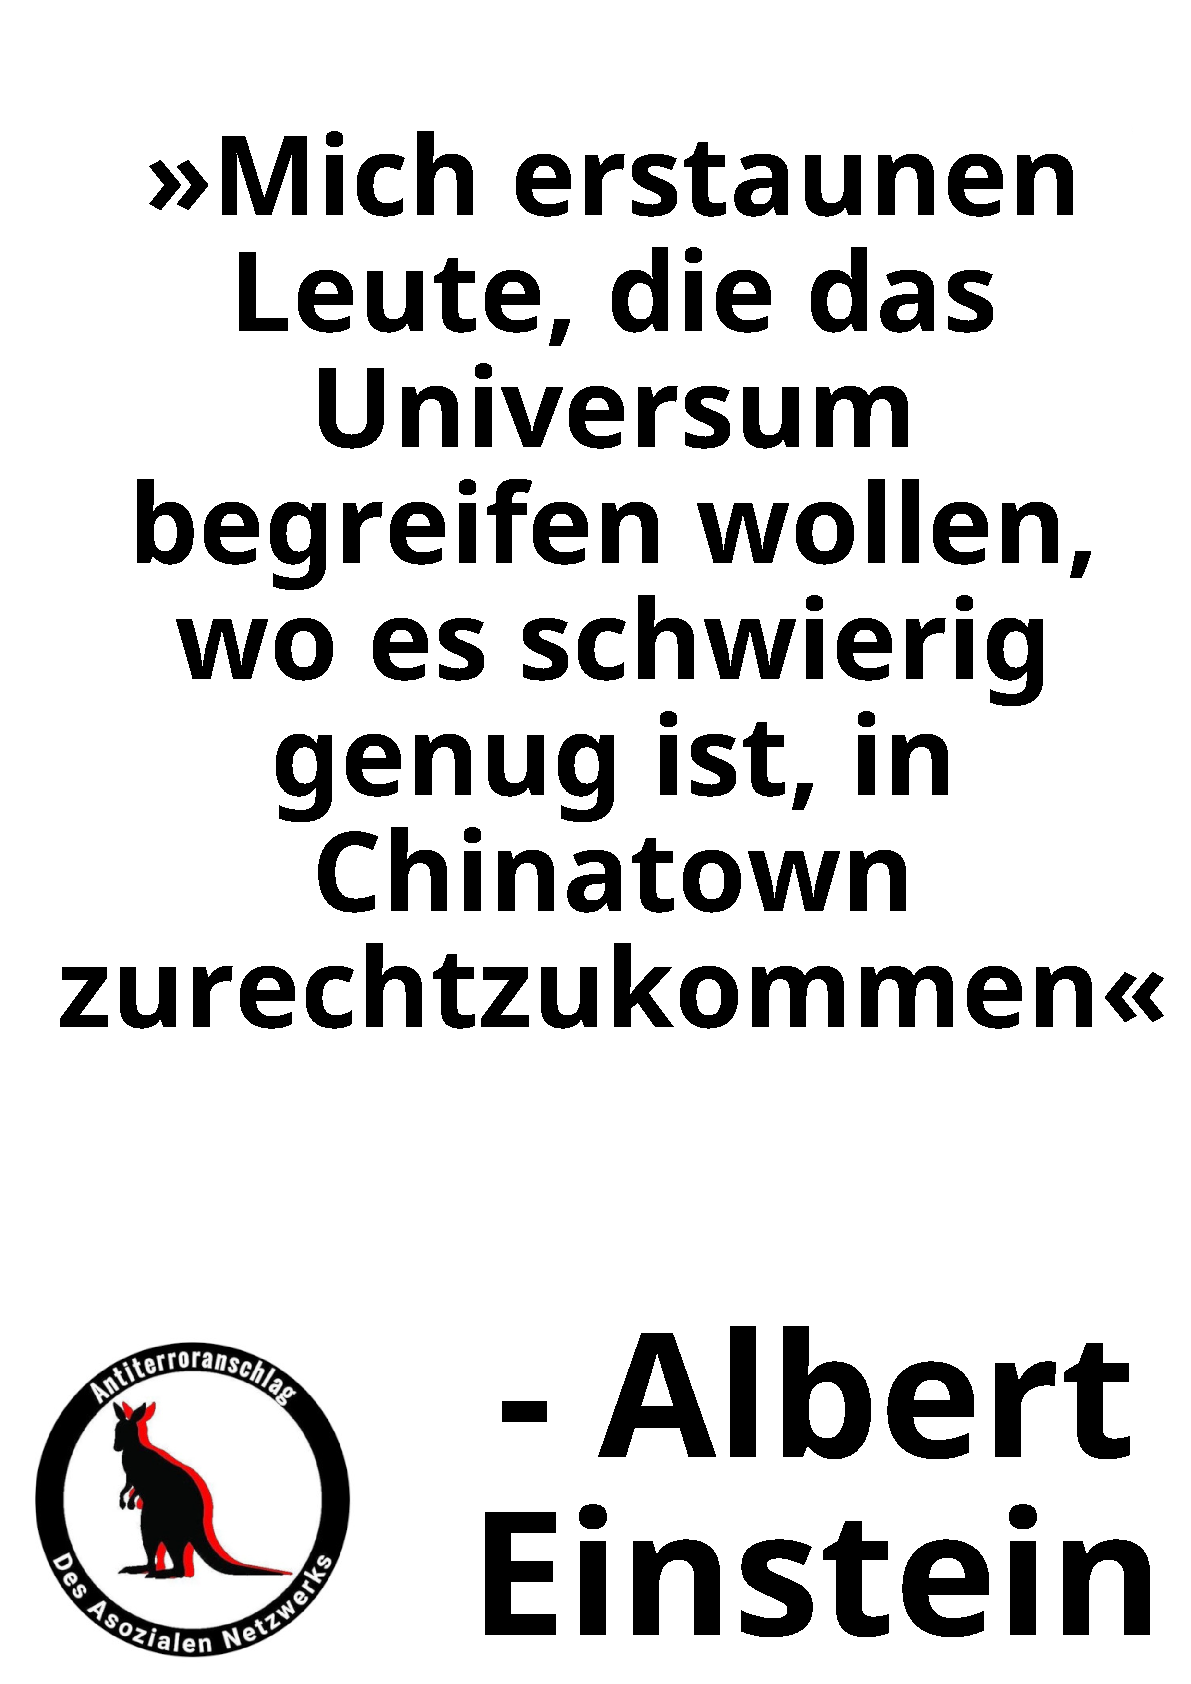 »Mich erstaunen
Leute, die das
Universum
begreifen wollen,
wo es schwierig
genug ist, in
Chinatown
zurechtzukommen«
- Albert
Einstein
Antiterroranschlag
Des Asozialen Netzwerks